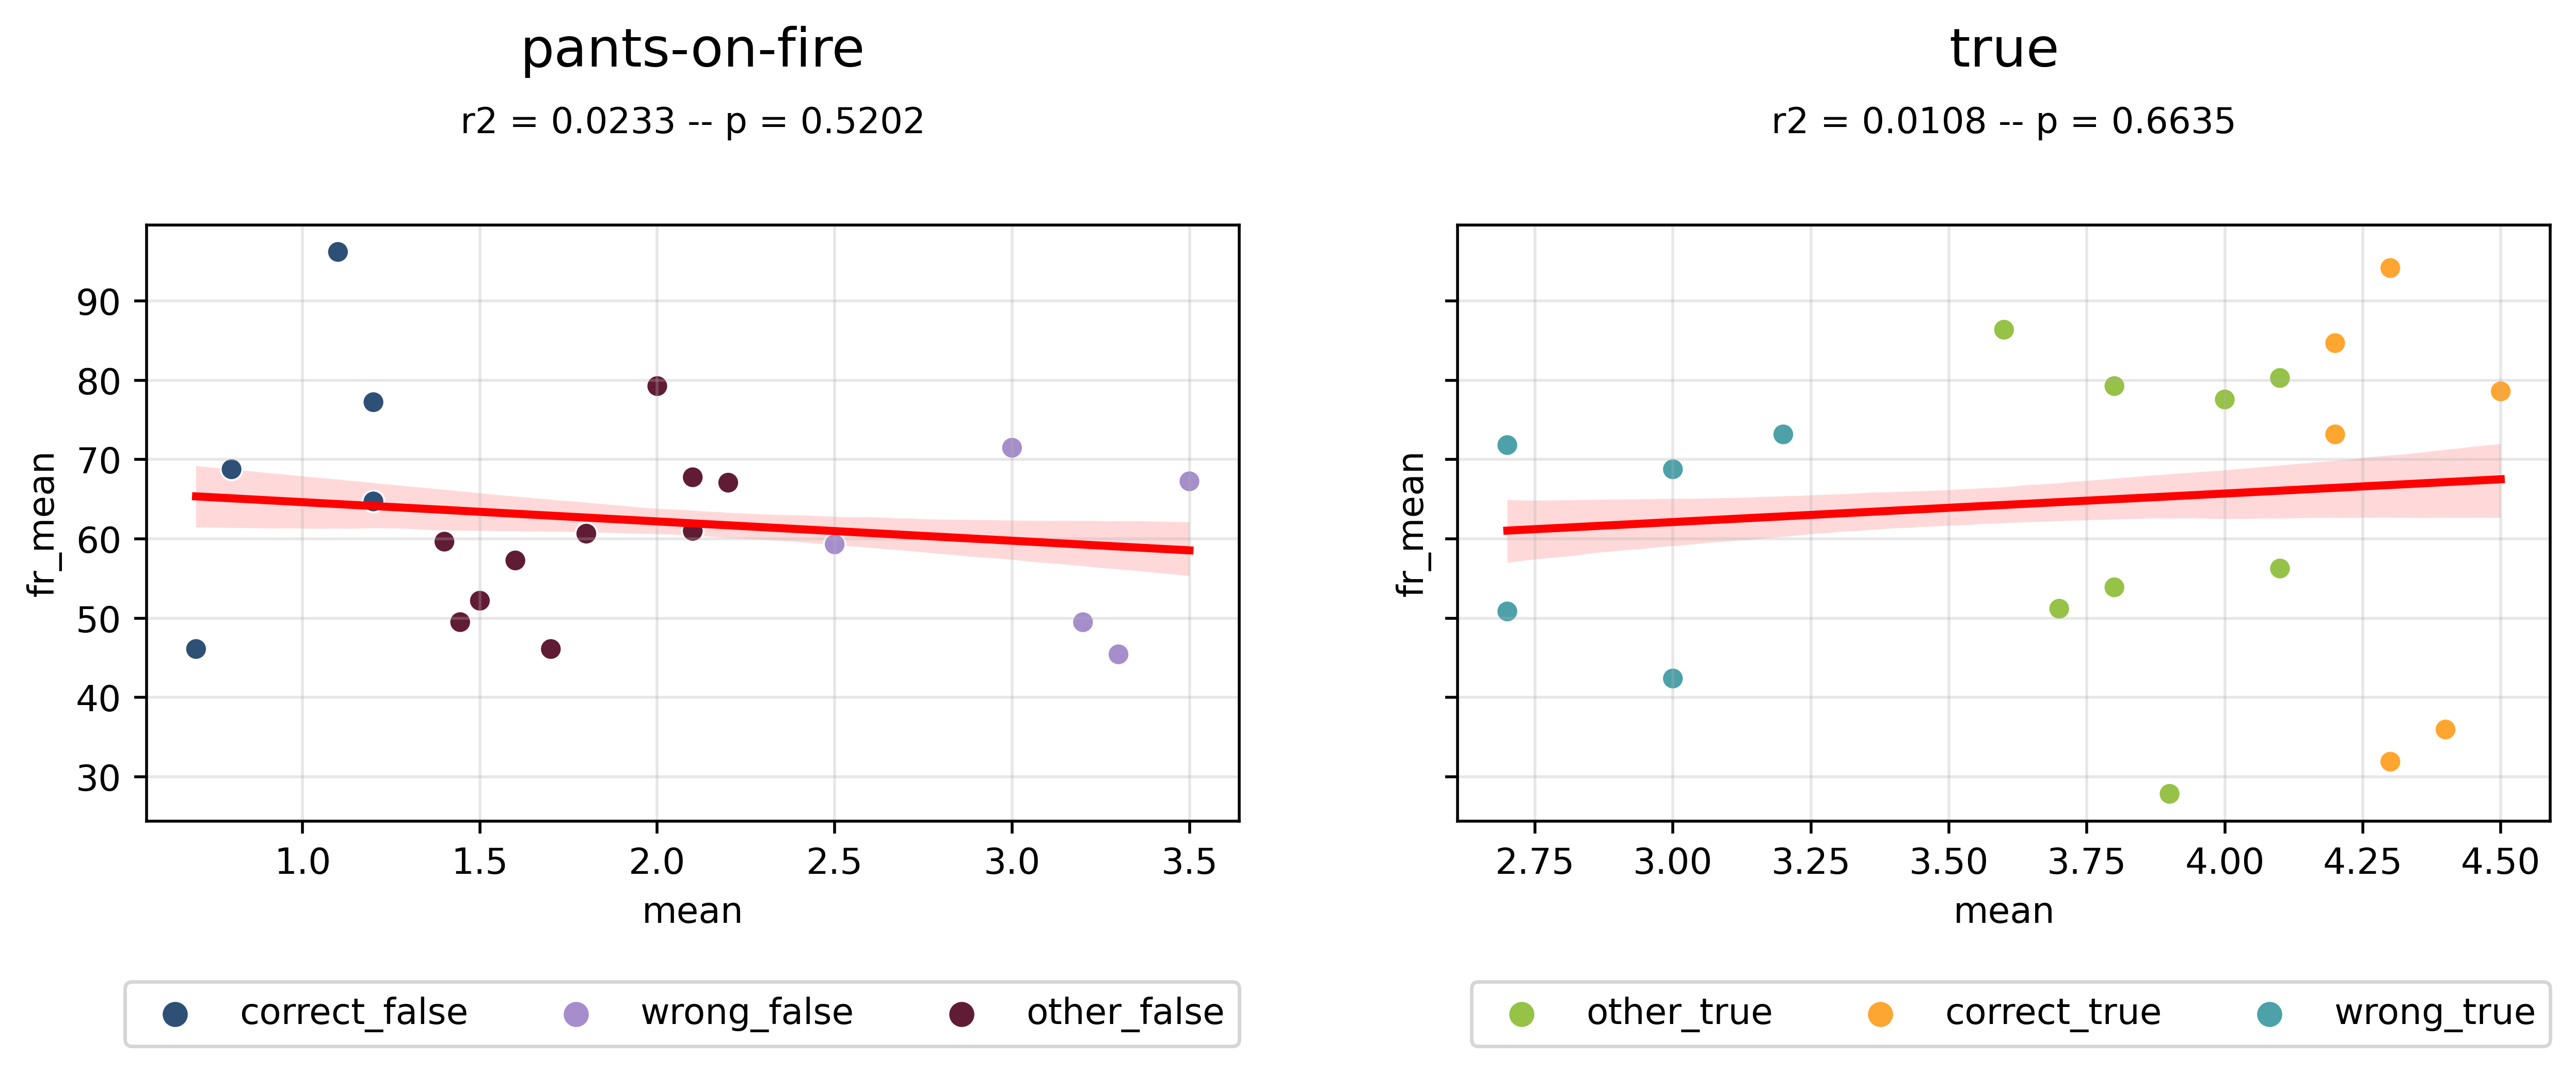 pants-on-fire
r2 = 0.0233 -- p = 0.5202
fr_mean
90
80
70
60
50
40
30
1.0 1.5 2.0 2.5 3.0 3.5
mean
correct_false wrong_false other_false
true
r2 = 0.0108 -- p = 0.6635
fr_mean
2.75 3.00 3.25 3.50 3.75 4.00 4.25 4.50
mean
other_true correct_true wrong_true